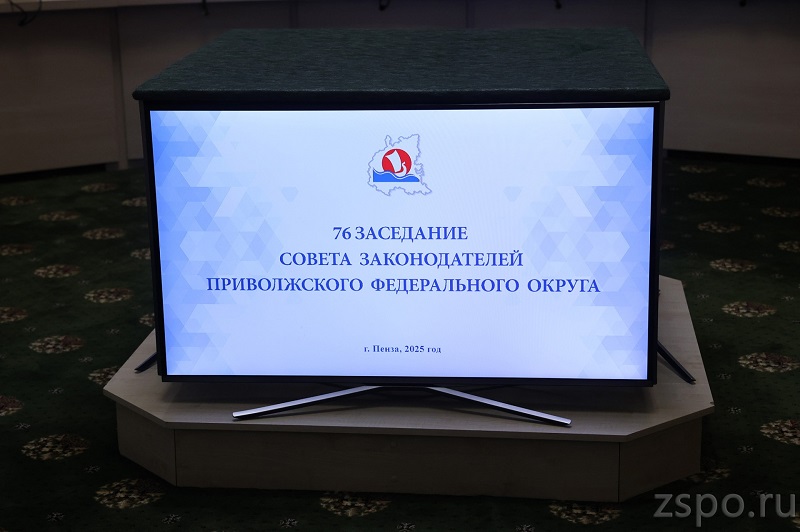 76 ЗАСЕДАНИЕ
СОВЕТА ЗАКОНОДАТЕЛЕЙ
ПРИВОЛЖСКОГО ФЕДЕРАЛЬНОГО ОКРУГА
г. Пенза, 2025 год
zspo.ru